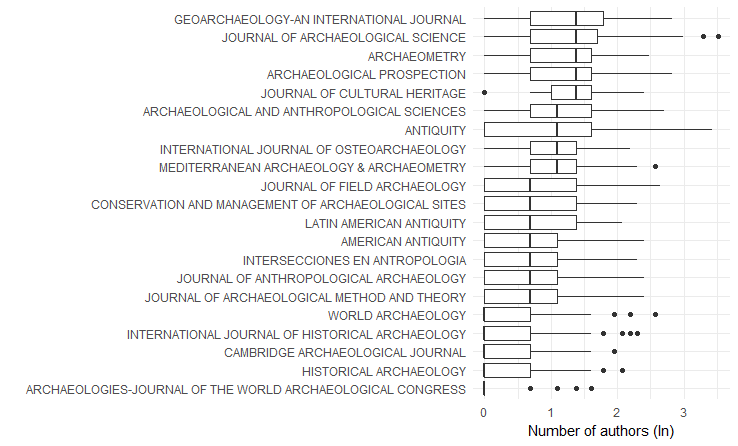 GEOARCHAEOLOGY-AN INTERNATIONAL JOURNAL
JOURNAL OF ARCHAEOLOGICAL SCIENCE
ARCHAEOMETRY
ARCHAEOLOGICAL PROSPECTION
JOURNAL OF CULTURAL HERITAGE
ARCHAEOLOGICAL AND ANTHROPOLOGICAL SCIENCES
ANTIQUITY
INTERNATIONAL JOURNAL OF OSTEOARCHAEOLOGY
MEDITERRANEAN ARCHAEOLOGY & ARCHAEOMETRY
JOURNAL OF FIELD ARCHAEOLOGY
CONSERVATION AND MANAGEMENT OF ARCHAEOLOGICAL SITES
LATIN AMERICAN ANTIQUITY
AMERICAN ANTIQUITY
INTERSECCIONES EN ANTROPOLOGIA
JOURNAL OF ANTHROPOLOGICAL ARCHAEOLOGY
JOURNAL OF ARCHAEOLOGICAL METHOD AND THEORY
WORLD ARCHAEOLOGY
INTERNATIONAL JOURNAL OF HISTORICAL ARCHAEOLOGY
CAMBRIDGE ARCHAEOLOGICAL JOURNAL
HISTORICAL ARCHAEOLOGY
ARCHAEOLOGIES-JOURNAL OF THE WORLD ARCHAEOLOGICAL CONGRESS
0 1 2 3
Number of authors (ln)